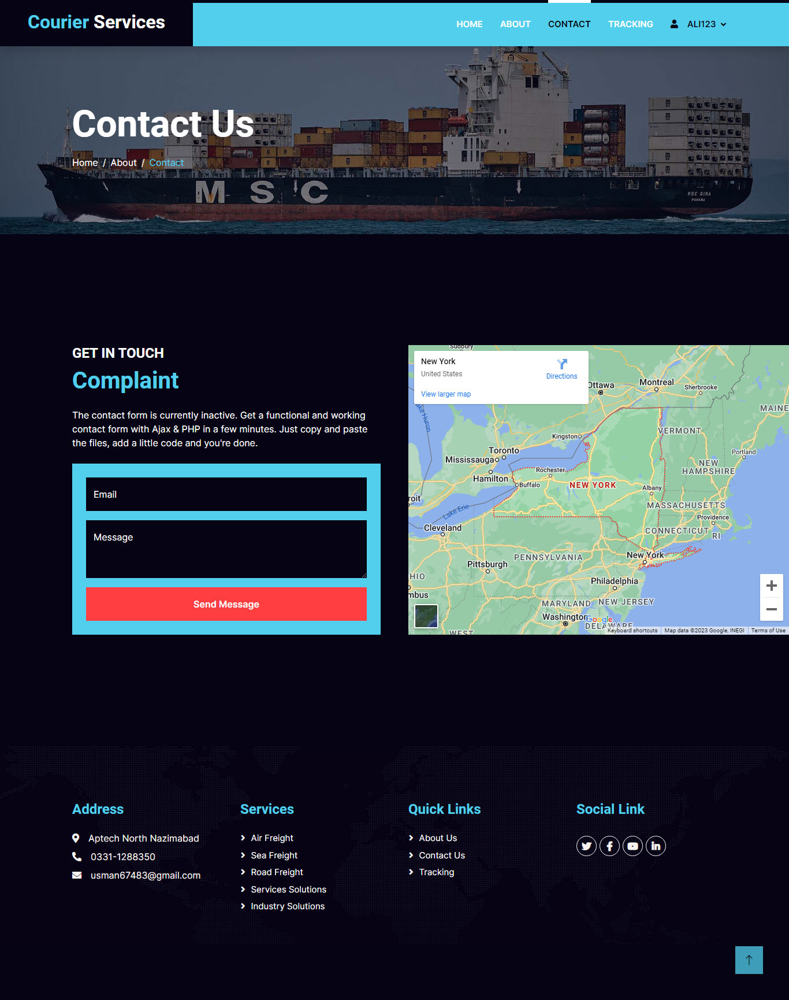 Courier Services
HOME
ABOUT
CONTACT
TRACKING
ALI123
Contact Us
Home / About / Contact
MSC
MSC GINA
PANAMA
GET IN TOUCH
Complaint
The contact form is currently inactive. Get a functional and working
contact form with Ajax & PHP in a few minutes. Just copy and paste
the files, add a little code and you're done.
Email
Message
Send Message
Sudbury
New York
United States
Directions
View larger map
Ottawa
Montreal
Sherbrooke
MAINE
Lake Huron
VERMONT
Kingston
Toronto
Mississauga
Portland
NEW
HAMPSHIRE
Rochester
Hamilton
Buffalo
NEW YORK
Albany
roit
MASSACHUSETTS
Lake Erie
Providence
Cleveland
CONNECTICUT
RI
New York
PENNSYLVANIA
Pittsburgh
HIO
Philadelphia
mbus
MARYLAND
NEW JERSEY
Washington
Google
DELAWARE
WEST
Keyboard shortcuts
Map data ©2023 Google, INEGI
Terms of Use
Address
Aptech North Nazimabad
0331-1288350
usman67483@gmail.com
Services
Air Freight
Sea Freight
Road Freight
Services Solutions
Industry Solutions
Quick Links
About Us
Contact Us
Tracking
Social Link